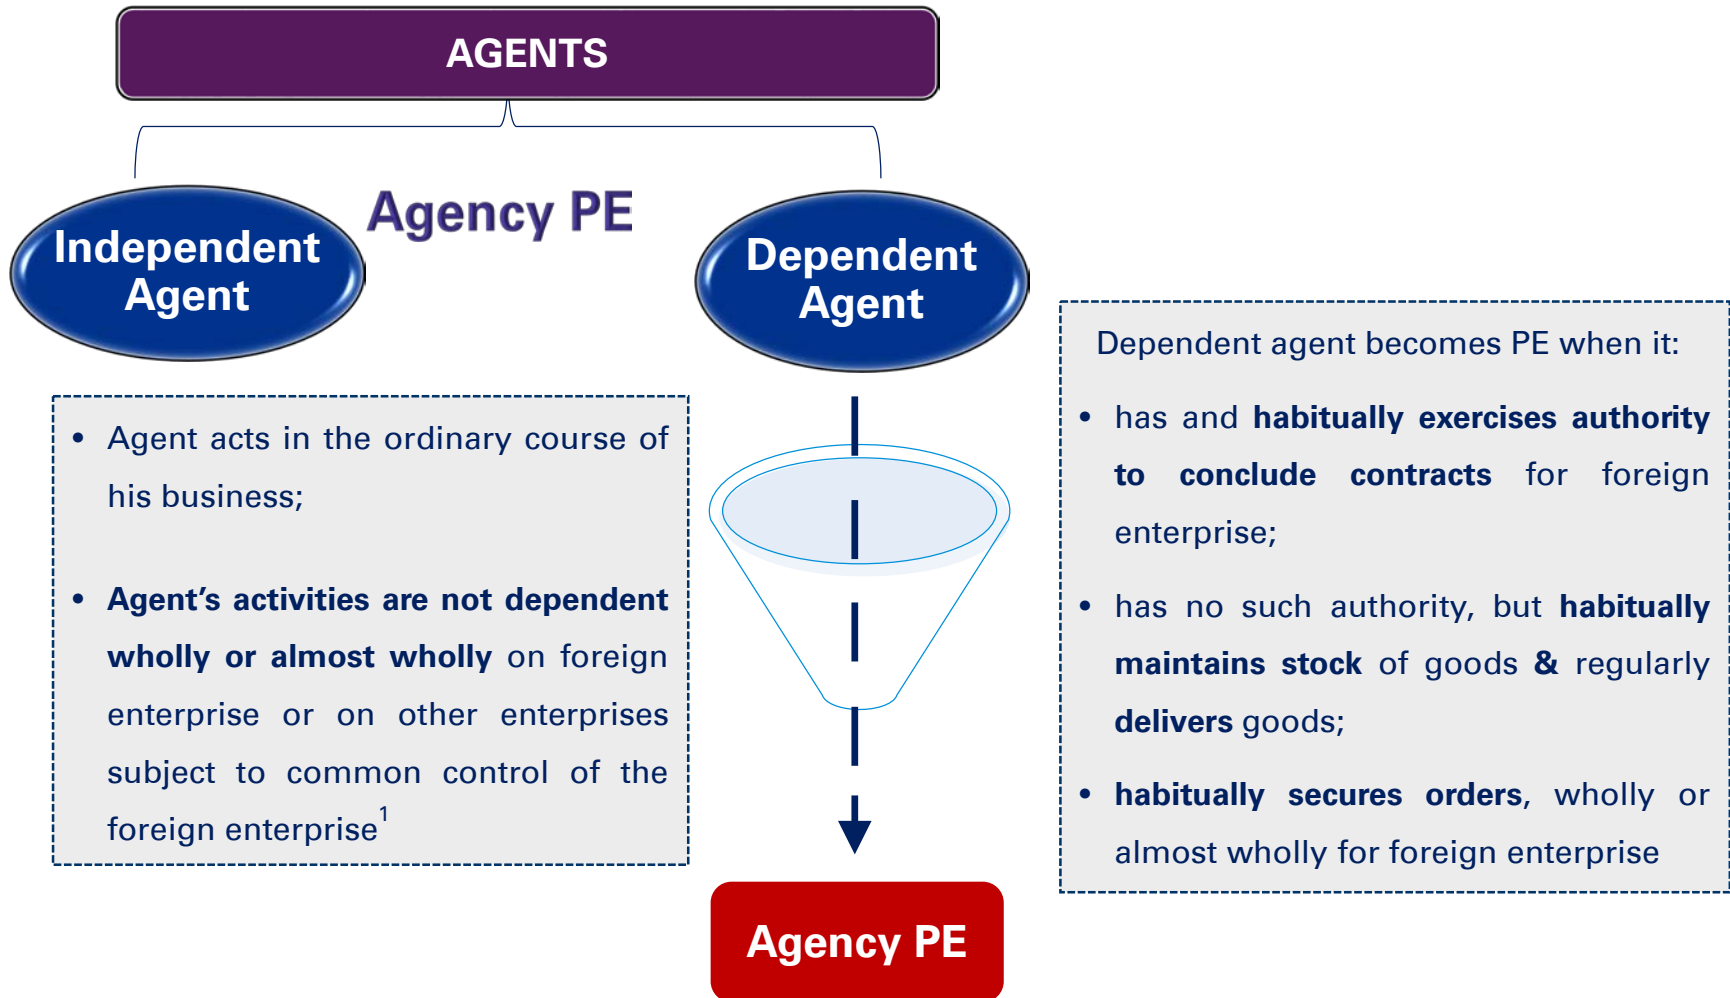 AGENTS
Agency PE
Independent
Agent
Dependent
Agent
• Agent acts in the ordinary course of
his business;
• Agent’s activities are not dependent
wholly or almost wholly on foreign
enterprise or on other enterprises
subject to common control of the
foreign enterprise1
Dependent agent becomes PE when it:
• has and habitually exercises authority
to conclude contracts for foreign
enterprise;
• has no such authority, but habitually
maintains stock of goods & regularly
delivers goods;
• habitually secures orders, wholly or
almost wholly for foreign enterprise
Agency PE